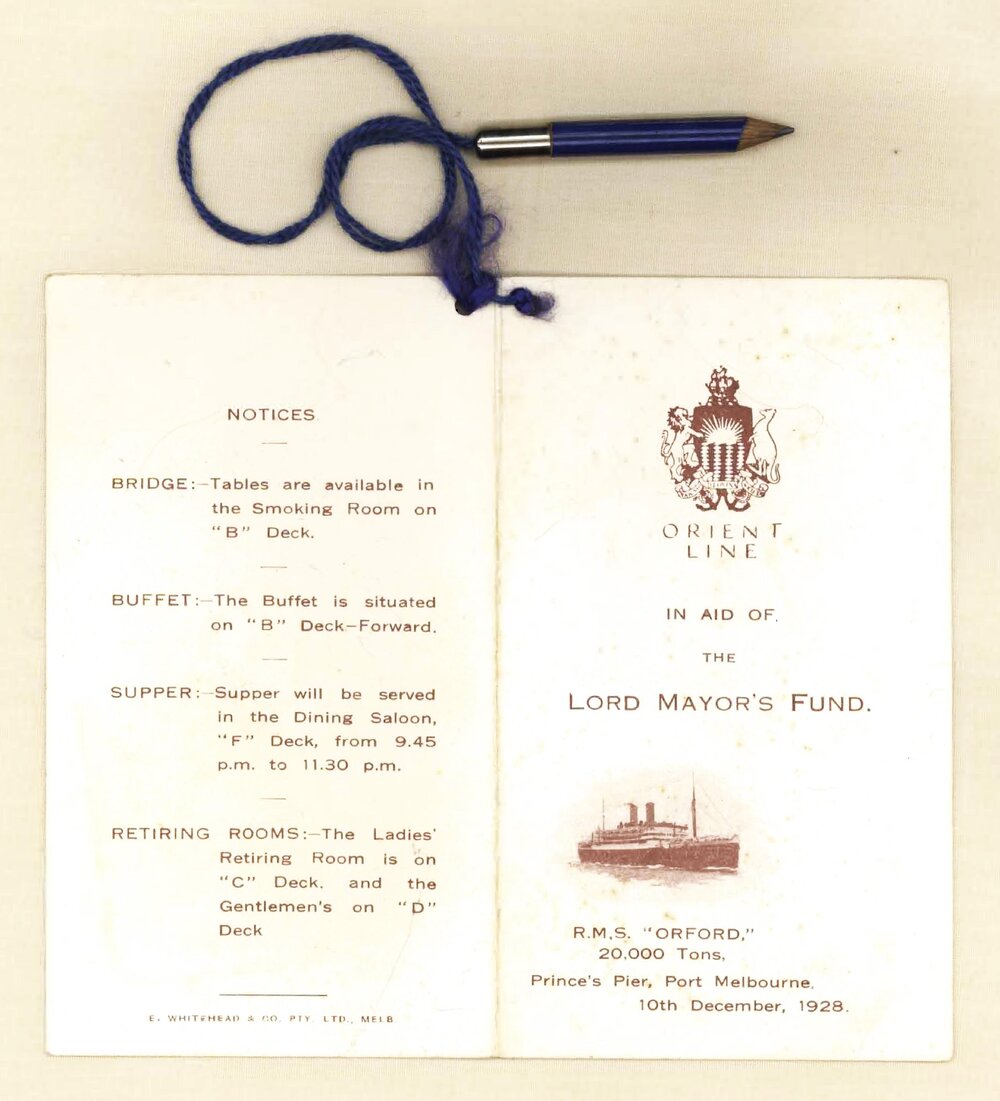 NOTICES
BRIDGE:—Tables are available in
the Smoking Room on
"B" Deck.
BUFFET:—The Buffet is situated
on "B" Deck—Forward.
SUPPER:—Supper will be served
in the Dining Saloon,
"F" Deck, from 9.45
p.m. to 11.30 p.m.
RETIRING ROOMS:—The Ladies'
Retiring Room is on
"C" Deck. and the
Gentlemen's on "D"
Deck
E. WHITEHEAD & CO. PTY. LTD., MELB
ORIENT
LINE
IN AID OF.
THE
LORD MAYOR'S FUND.
R.M.S. "ORFORD,"
20,000 Tons,
Prince's Pier, Port Melbourne.
10th December, 1928.